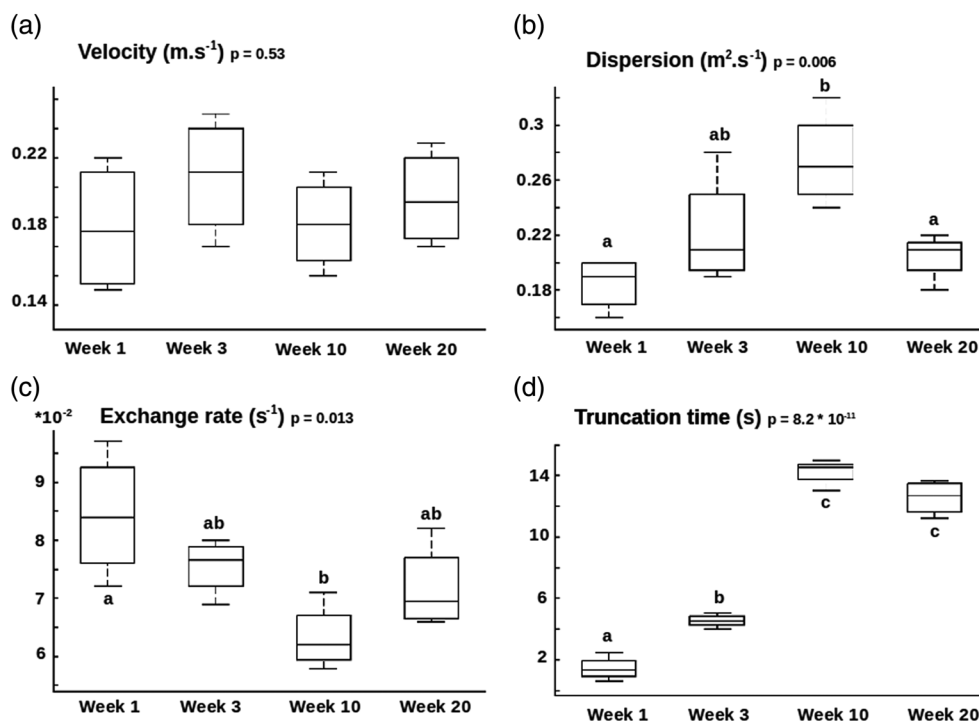 (a)
Velocity (m.s⁻¹) p = 0.53
0.22
0.18
0.14
Week 1 Week 3 Week 10 Week 20
(b)
Dispersion (m².s⁻¹) p = 0.006
b
0.3
ab
0.26
a
a
0.22
0.18
Week 1 Week 3 Week 10 Week 20
(c)
*10⁻² Exchange rate (s⁻¹) p = 0.013
9
ab ab
8
b
a
7
6
Week 1 Week 3 Week 10 Week 20
(d)
Truncation time (s) p = 8.2 * 10⁻¹¹
14
c
c
10
6
b
a
2
Week 1 Week 3 Week 10 Week 20